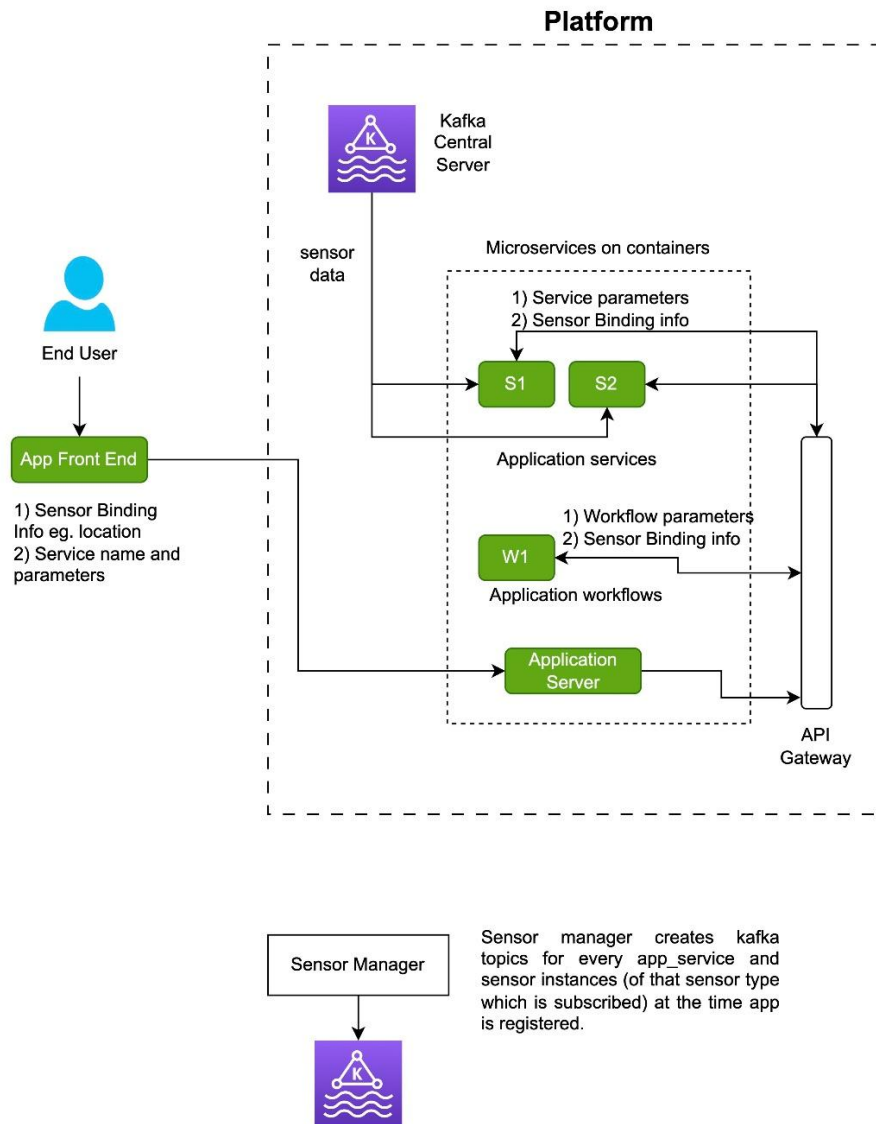 Platform
Kafka
Central
Server
sensor
data
Microservices on containers
1) Service parameters
2) Sensor Binding info
End User
S1
S2
App Front End
Application services
1) Sensor Binding
Info eg. location
2) Service name and
parameters
1) Workflow parameters
2) Sensor Binding info
W1
Application workflows
Application
Server
API
Gateway
Sensor Manager
Sensor manager creates kafka
topics for every app_service and
sensor instances (of that sensor type
which is subscribed) at the time app
is registered.
K
K